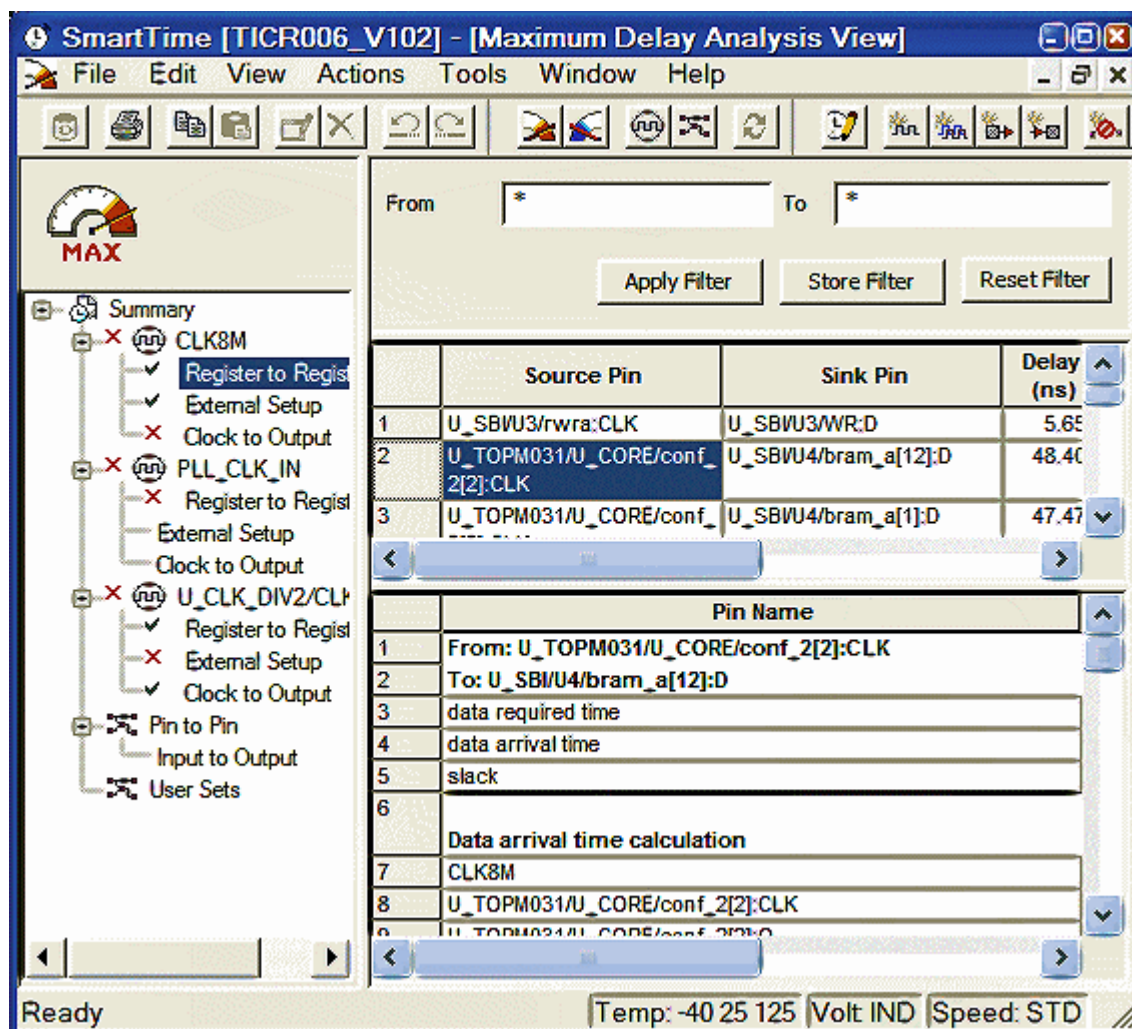 SmartTime [TICR006_V102] - [Maximum Delay Analysis View]
File Edit View Actions Tools Window Help
MAX
From * To *
Apply Filter Store Filter Reset Filter
Summary
CLK8M
Register to Regist
External Setup
Clock to Output
PLL_CLK_IN
Register to Regist
External Setup
Clock to Output
U_CLK_DIV2/CLK
Register to Regist
External Setup
Clock to Output
Pin to Pin
Input to Output
User Sets
Source Pin Sink Pin Delay (ns)
1 U_SBI/U3/rwra:CLK U_SBI/U3/WR:D 5.65
2 U_TOPM031/U_CORE/conf_2[2]:CLK U_SBI/U4/bram_a[12]:D 48.40
3 U_TOPM031/U_CORE/conf_ U_SBI/U4/bram_a[1]:D 47.47
Pin Name
1 From: U_TOPM031/U_CORE/conf_2[2]:CLK
2 To: U_SBI/U4/bram_a[12]:D
3 data required time
4 data arrival time
5 slack
6 Data arrival time calculation
7 CLK8M
8 U_TOPM031/U_CORE/conf_2[2]:CLK
9 U_TOPM031/U_CORE/conf_2[2]:Q
Ready Temp: -40 25 125 Volt: IND Speed: STD